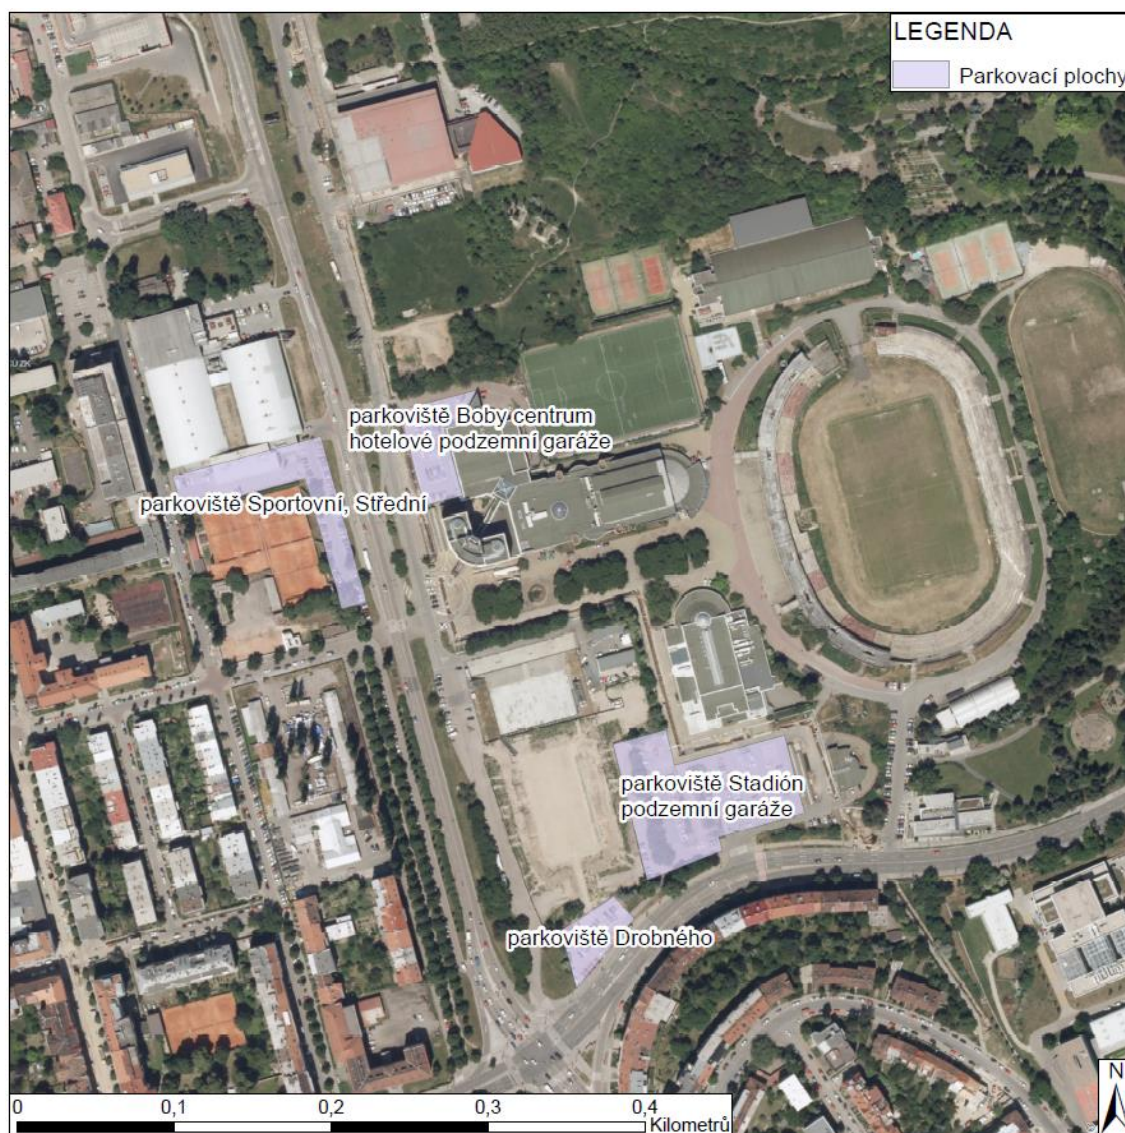 LEGENDA
Parkovací plochy
parkoviště Boby centrum
hotelové podzemní garáže
parkoviště Sportovní, Střední
parkoviště Stadión
podzemní garáže
parkoviště Drobného
0 0,1 0,2 0,3 0,4
Kilometrů
N